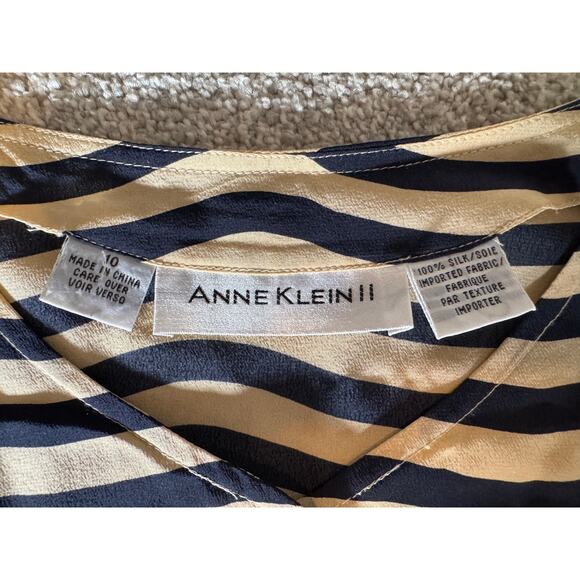 10
MADE IN CHINA
CARE OVER
VOIR VERSO
ANNE KLEIN II
100% SILK/SOIE
IMPORTED FABRIC/
FABRIQUE
PAR TEXTURE
IMPORTER